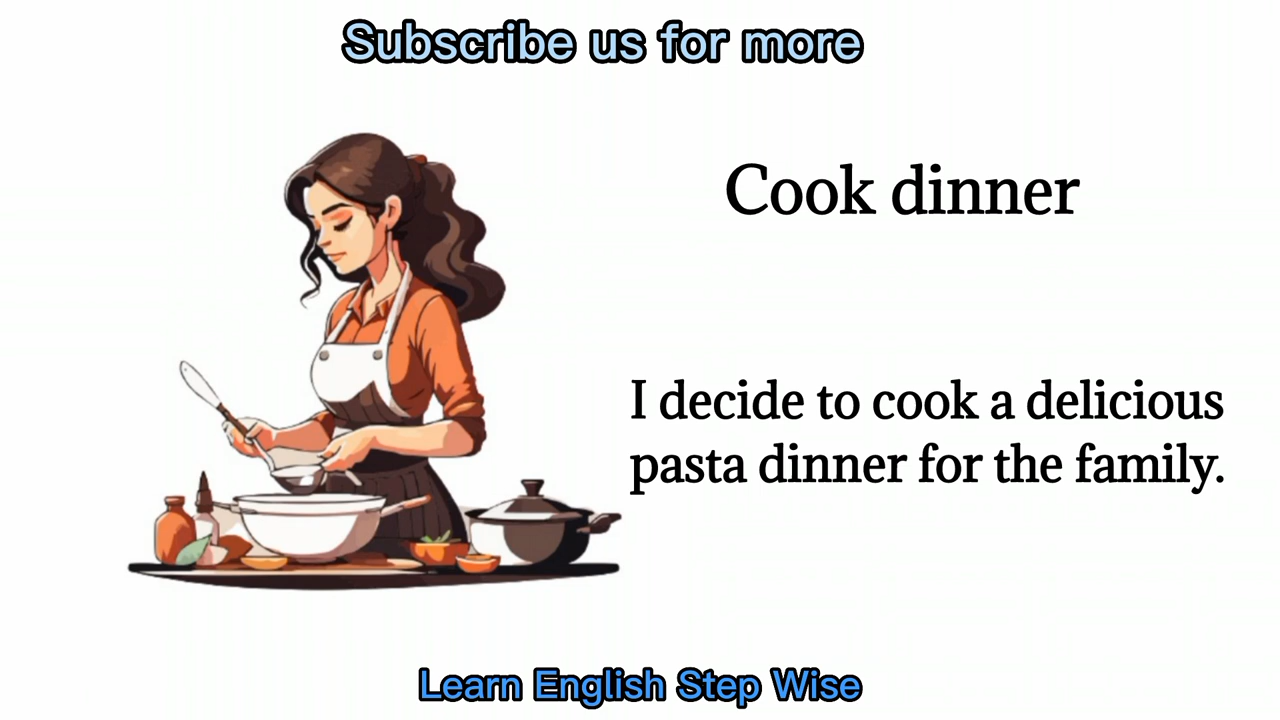 Subscribe us for more
Cook dinner
I decide to cook a delicious
pasta dinner for the family.
Learn English Step Wise